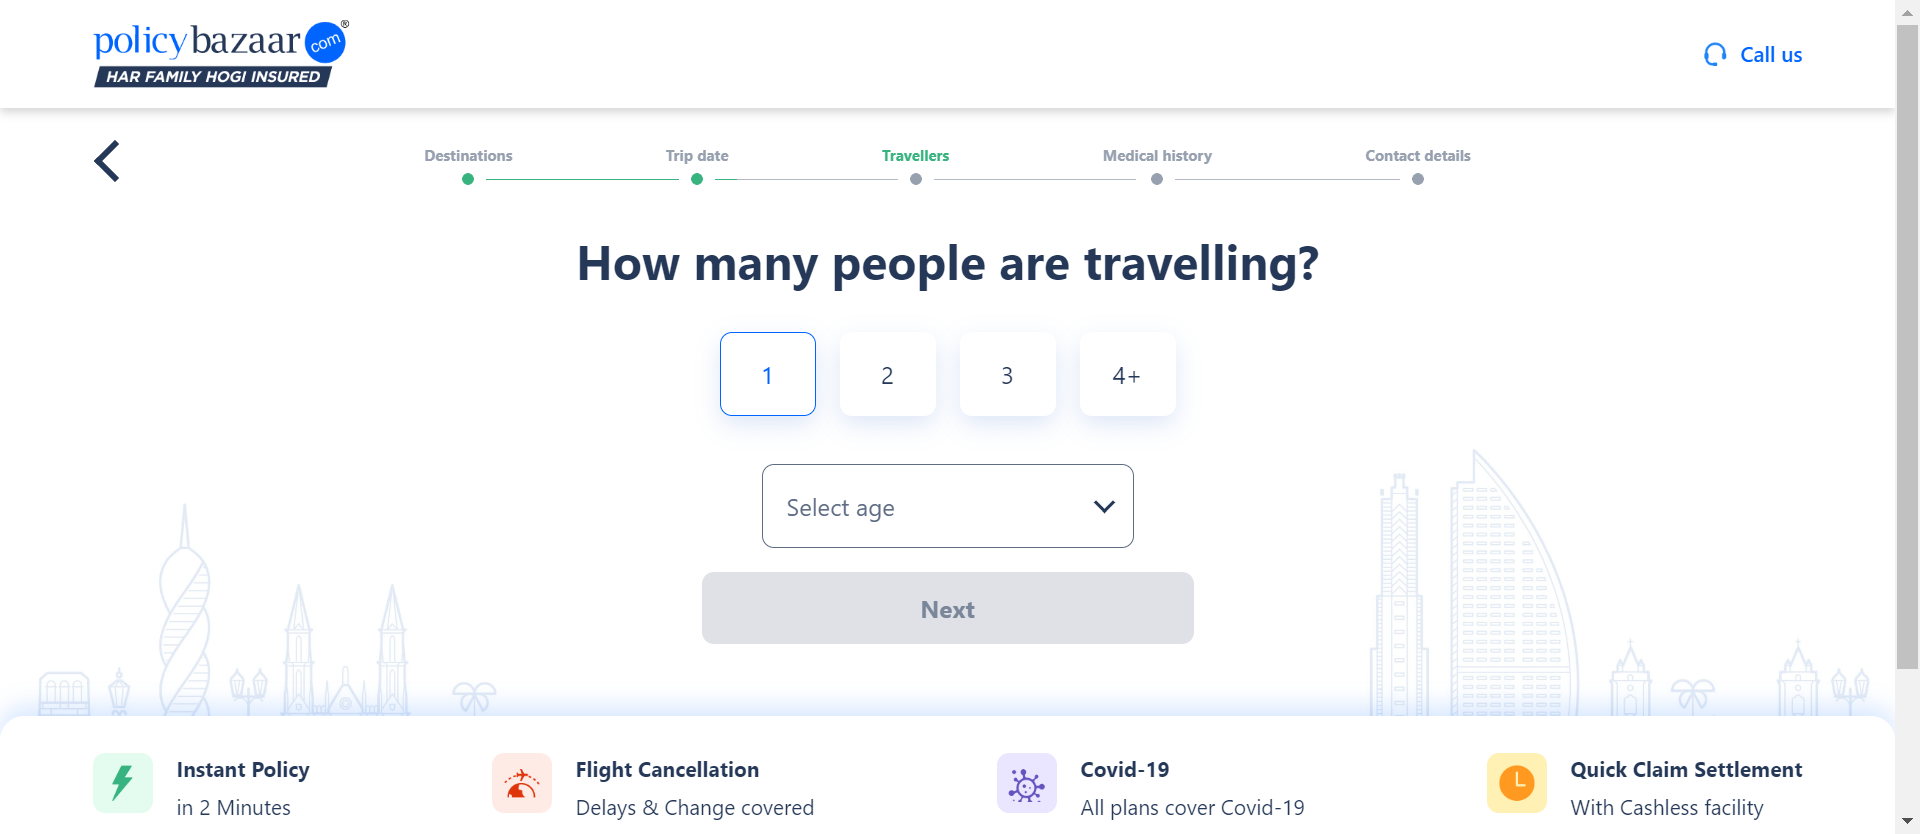 policybazaar com ®
HAR FAMILY HOGI INSURED
Call us
Destinations
Trip date
Travellers
Medical history
Contact details
How many people are travelling?
1
2
3
4+
Select age
Next
Instant Policy
in 2 Minutes
Flight Cancellation
Delays & Change covered
Covid-19
All plans cover Covid-19
Quick Claim Settlement
With Cashless facility